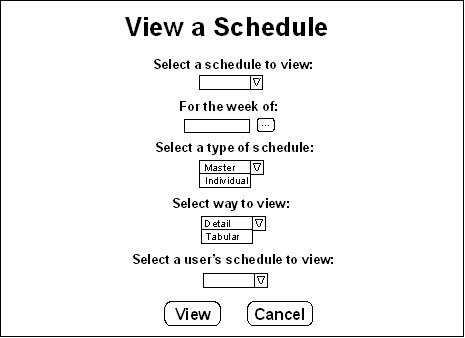 View a Schedule
Select a schedule to view:
For the week of:
...
Select a type of schedule:
Master
Individual
Select way to view:
Detail
Tabular
Select a user's schedule to view:
View Cancel